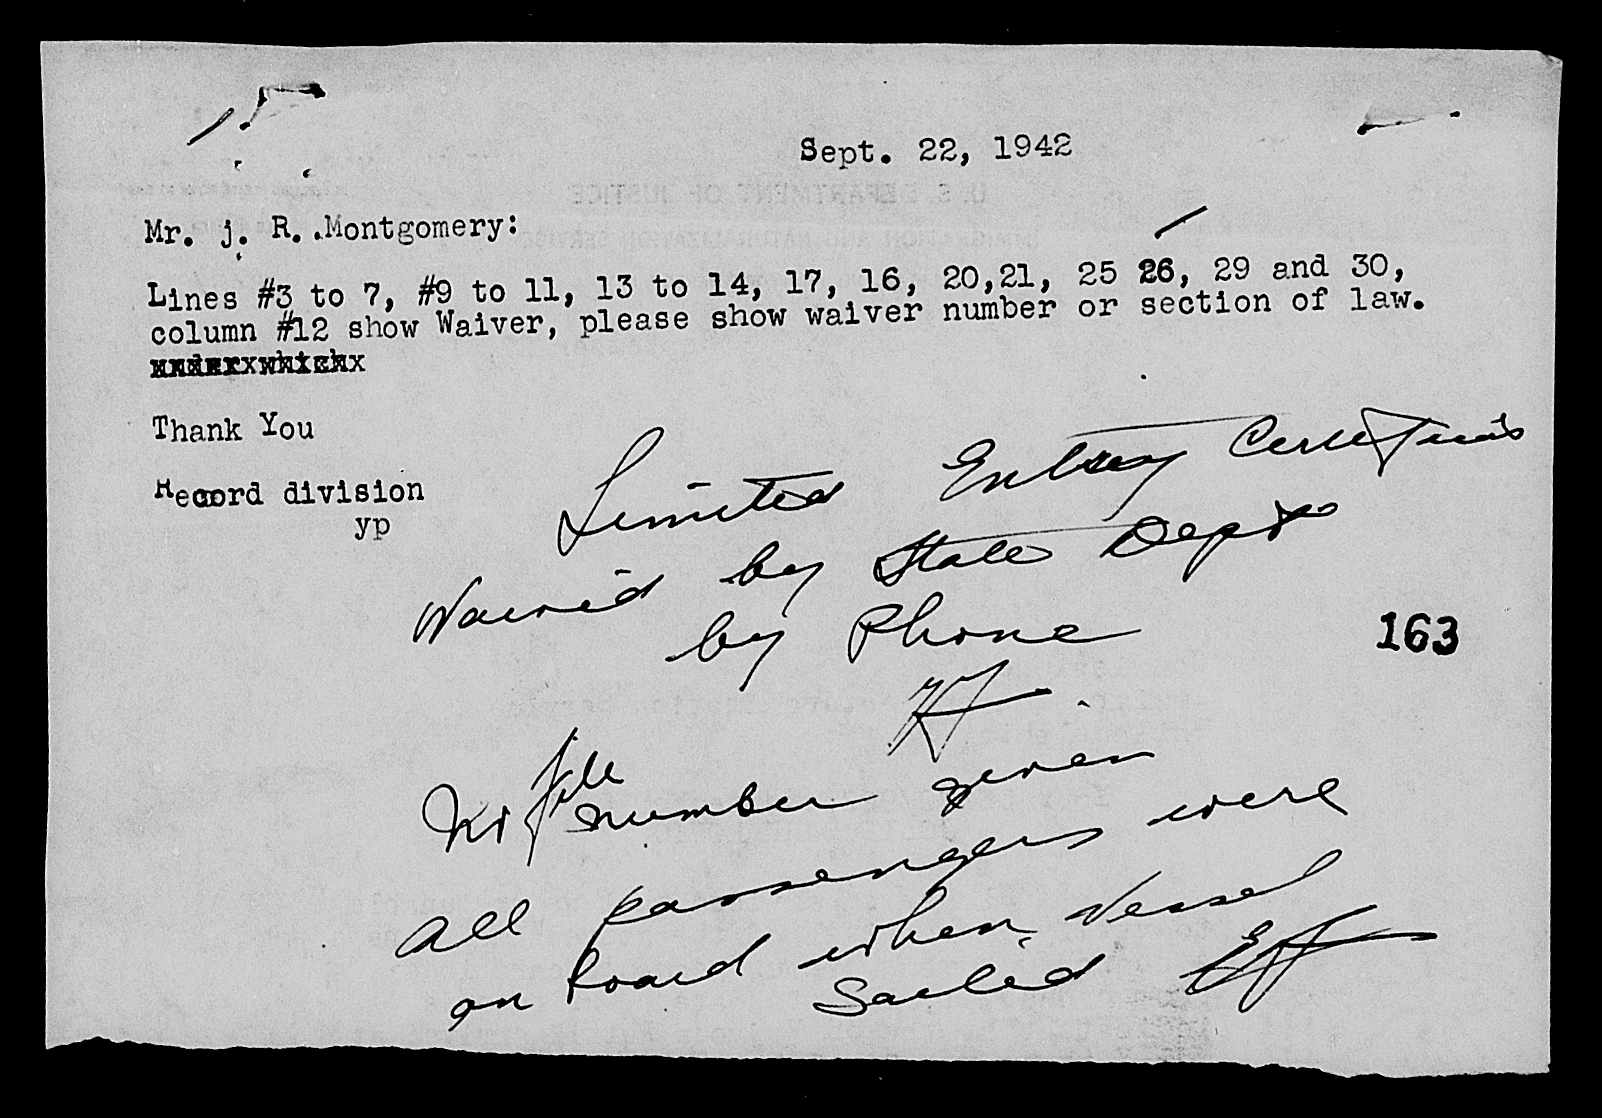 Sept. 22, 1942
Mr. j. R. .Montgomery:
Lines #3 to 7, #9 to 11, 13 to 14, 17, 16, 20,21, 25 26, 29 and 30,
column #12 show Waiver, please show waiver number or section of law.
Thank You
Record division
yp
Limited Entry Certificates
Waived by State Dept
by Phone
163
No file number given
all passengers were
on board when vessel
sailed